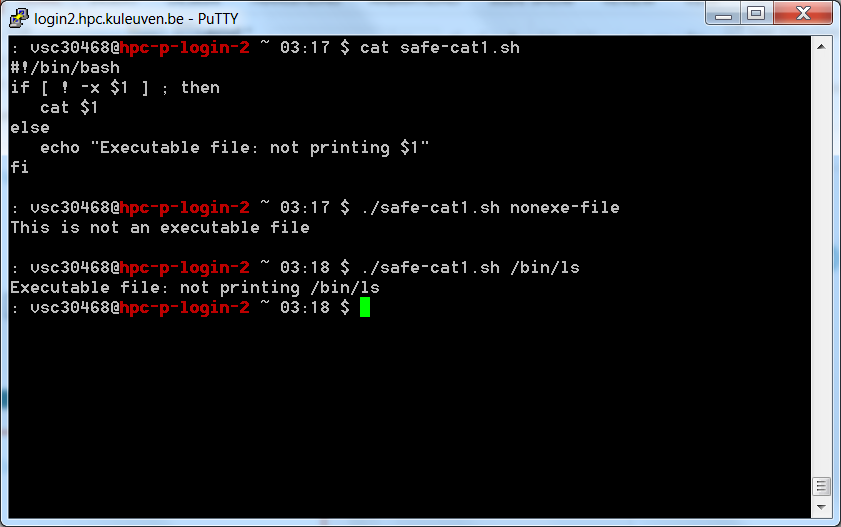 login2.hpc.kuleuven.be - PuTTY
: vsc30468@hpc-p-login-2 ~ 03:17 $ cat safe-cat1.sh
#!/bin/bash
if [ ! -x $1 ] ; then
   cat $1
else
   echo "Executable file: not printing $1"
fi
: vsc30468@hpc-p-login-2 ~ 03:17 $ ./safe-cat1.sh nonexe-file
This is not an executable file
: vsc30468@hpc-p-login-2 ~ 03:18 $ ./safe-cat1.sh /bin/ls
Executable file: not printing /bin/ls
: vsc30468@hpc-p-login-2 ~ 03:18 $